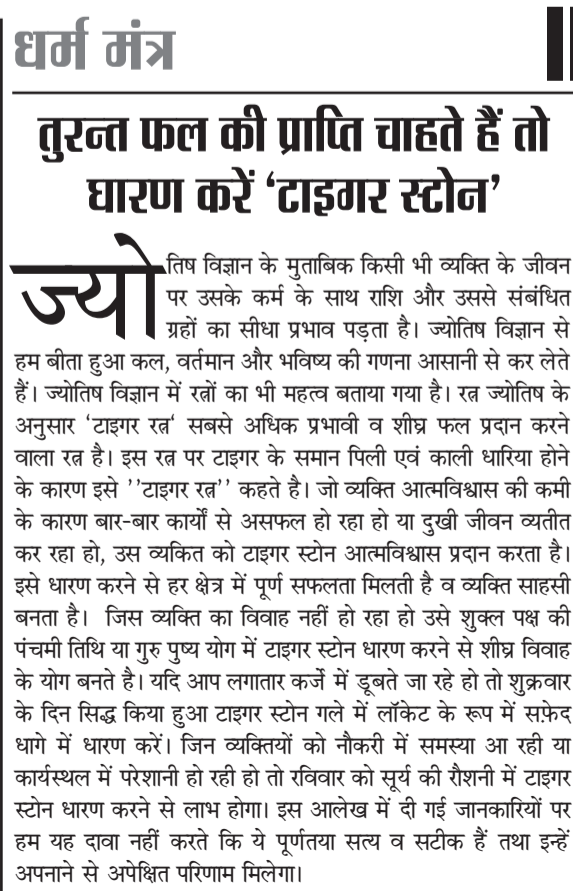 धर्म मंत्र
तुरन्त फल की प्राप्ति चाहते हैं तो
धारण करें ‘टाइगर स्टोन’
ज्योतिष विज्ञान के मुताबिक किसी भी व्यक्ति के जीवन
पर उसके कर्म के साथ राशि और उससे संबंधित
ग्रहों का सीधा प्रभाव पड़ता है। ज्योतिष विज्ञान से
हम बीता हुआ कल, वर्तमान और भविष्य की गणना आसानी से कर लेते
हैं। ज्योतिष विज्ञान में रत्नों का भी महत्व बताया गया है। रत्न ज्योतिष के
अनुसार ‘टाइगर रत्न‘ सबसे अधिक प्रभावी व शीघ्र फल प्रदान करने
वाला रत्न है। इस रत्न पर टाइगर के समान पिली एवं काली धारिया होने
के कारण इसे ’’टाइगर रत्न’’ कहते है। जो व्यक्ति आत्मविश्वास की कमी
के कारण बार-बार कार्यों से असफल हो रहा हो या दुखी जीवन व्यतीत
कर रहा हो, उस व्यकित को टाइगर स्टोन आत्मविश्वास प्रदान करता है।
इसे धारण करने से हर क्षेत्र में पूर्ण सफलता मिलती है व व्यक्ति साहसी
बनता है। जिस व्यक्ति का विवाह नहीं हो रहा हो उसे शुक्ल पक्ष की
पंचमी तिथि या गुरु पुष्य योग में टाइगर स्टोन धारण करने से शीघ्र विवाह
के योग बनते है। यदि आप लगातार कर्जे में डूबते जा रहे हो तो शुक्रवार
के दिन सिद्ध किया हुआ टाइगर स्टोन गले में लॉकेट के रूप में सफ़ेद
धागे में धारण करें। जिन व्यक्तियों को नौकरी में समस्या आ रही या
कार्यस्थल में परेशानी हो रही हो तो रविवार को सूर्य की रौशनी में टाइगर
स्टोन धारण करने से लाभ होगा। इस आलेख में दी गई जानकारियों पर
हम यह दावा नहीं करते कि ये पूर्णतया सत्य व सटीक हैं तथा इन्हें
अपनाने से अपेक्षित परिणाम मिलेगा।